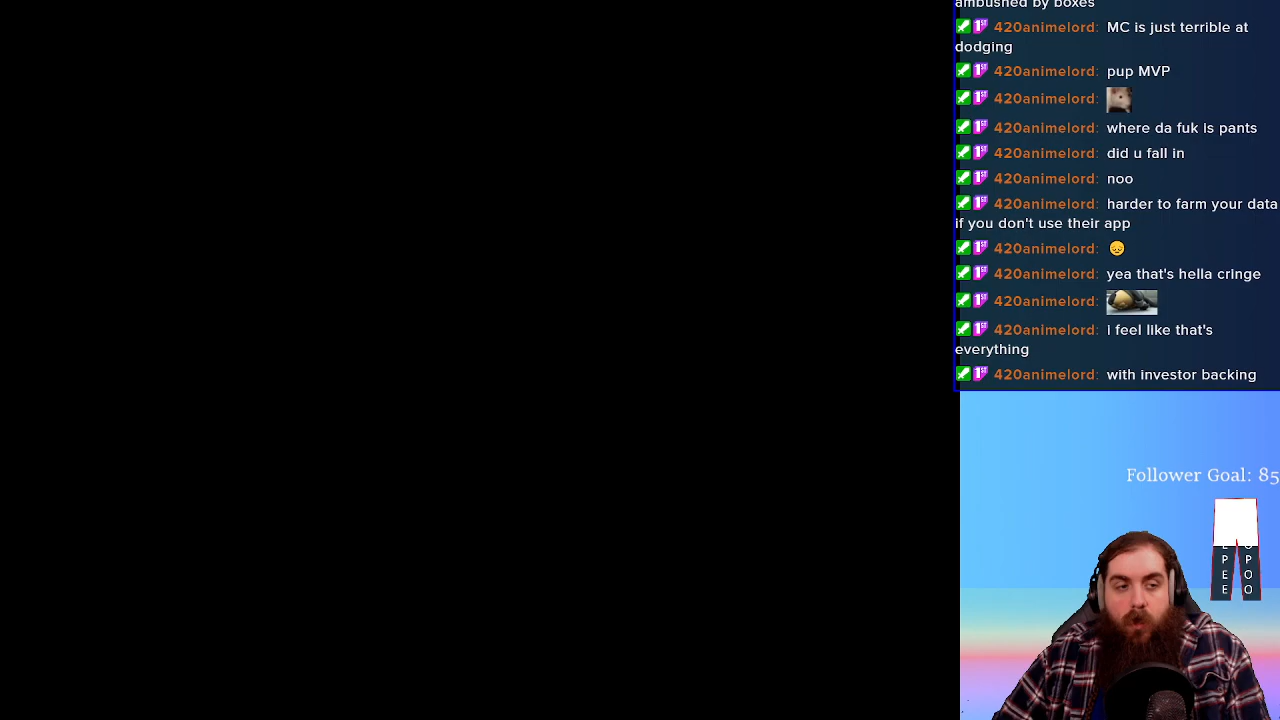 ambushed by boxes
420animelord: MC is just terrible at
dodging
420animelord: pup MVP
420animelord:
420animelord: where da fuk is pants
420animelord: did u fall in
420animelord: noo
420animelord: harder to farm your data
if you don't use their app
420animelord: 😞
420animelord: yea that's hella cringe
420animelord:
420animelord: i feel like that's
everything
420animelord: with investor backing
Follower Goal: 85
P O
E O